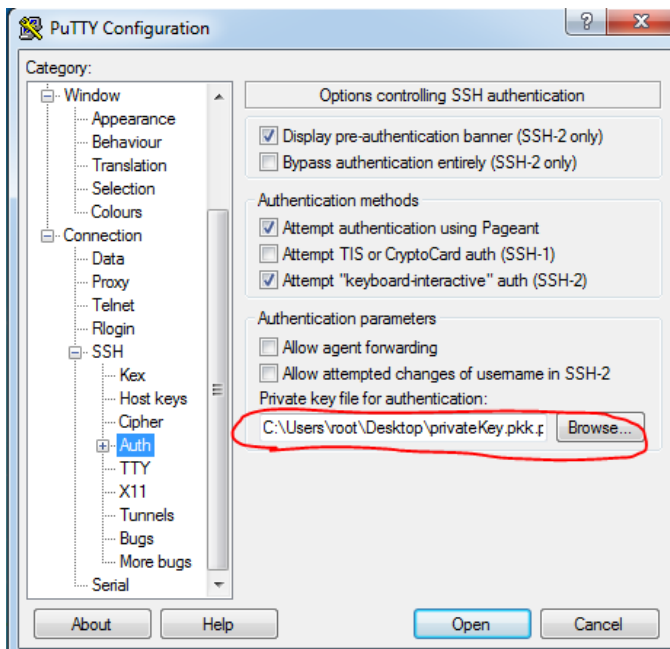 PuTTY Configuration
Category:
Window
Appearance
Behaviour
Translation
Selection
Colours
Connection
Data
Proxy
Telnet
Rlogin
SSH
Kex
Host keys
Cipher
Auth
TTY
X11
Tunnels
Bugs
More bugs
Serial
Options controlling SSH authentication
Display pre-authentication banner (SSH-2 only)
Bypass authentication entirely (SSH-2 only)
Authentication methods
Attempt authentication using Pageant
Attempt TIS or CryptoCard auth (SSH-1)
Attempt "keyboard-interactive" auth (SSH-2)
Authentication parameters
Allow agent forwarding
Allow attempted changes of username in SSH-2
Private key file for authentication:
C:\Users\root\Desktop\privateKey.pkk.p Browse...
About Help Open Cancel